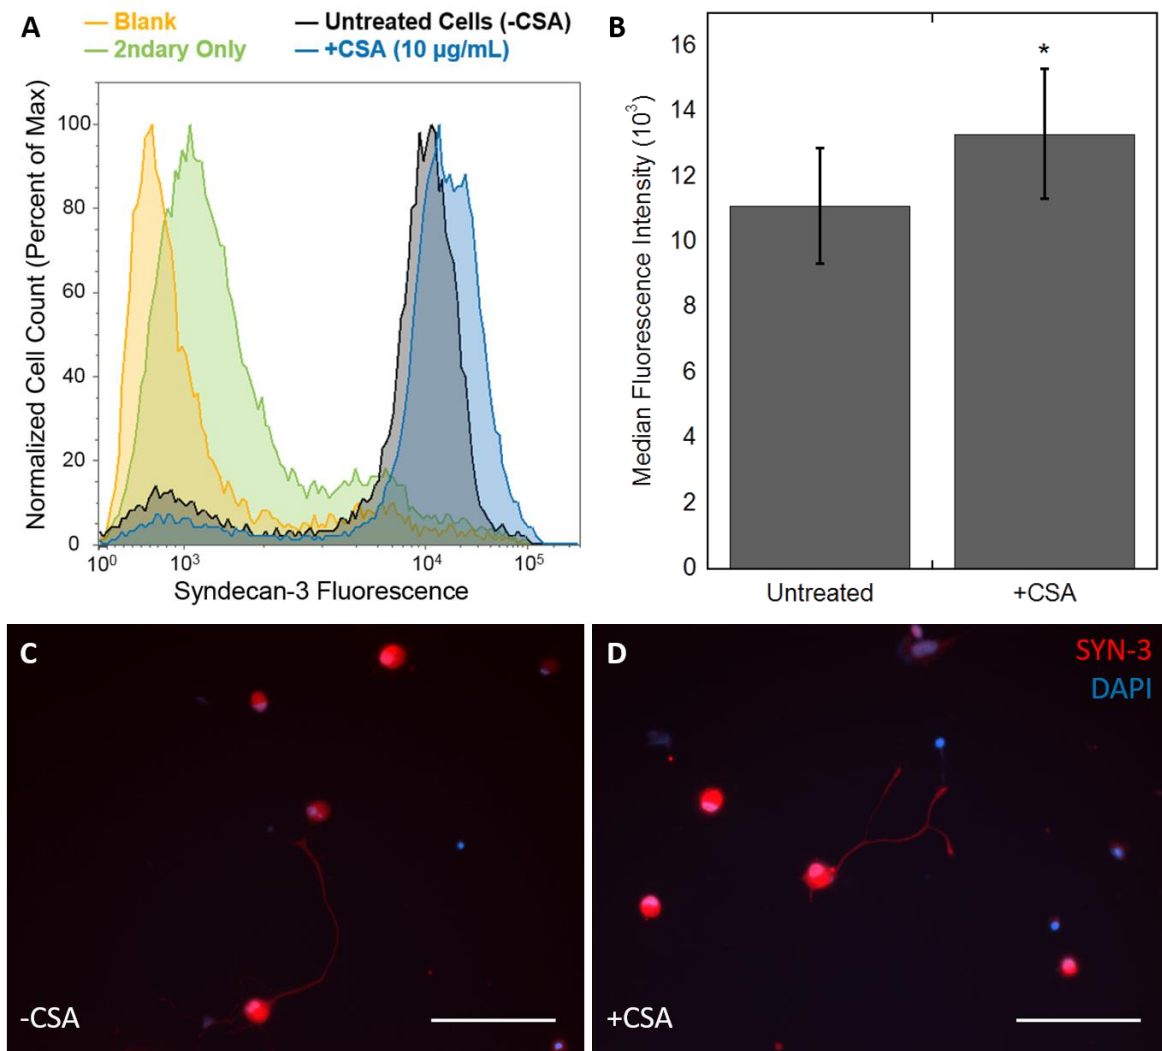 A
Blank
Untreated Cells (-CSA)
2ndary Only
+CSA (10 µg/mL)
Normalized Cell Count (Percent of Max)
100
80
60
40
20
0
10⁰ 10³ 10⁴ 10⁵
Syndecan-3 Fluorescence
B
Median Fluorescence Intensity (10³)
16
14
12
10
8
6
4
2
0
*
Untreated +CSA
C
-CSA
D
SYN-3
DAPI
+CSA